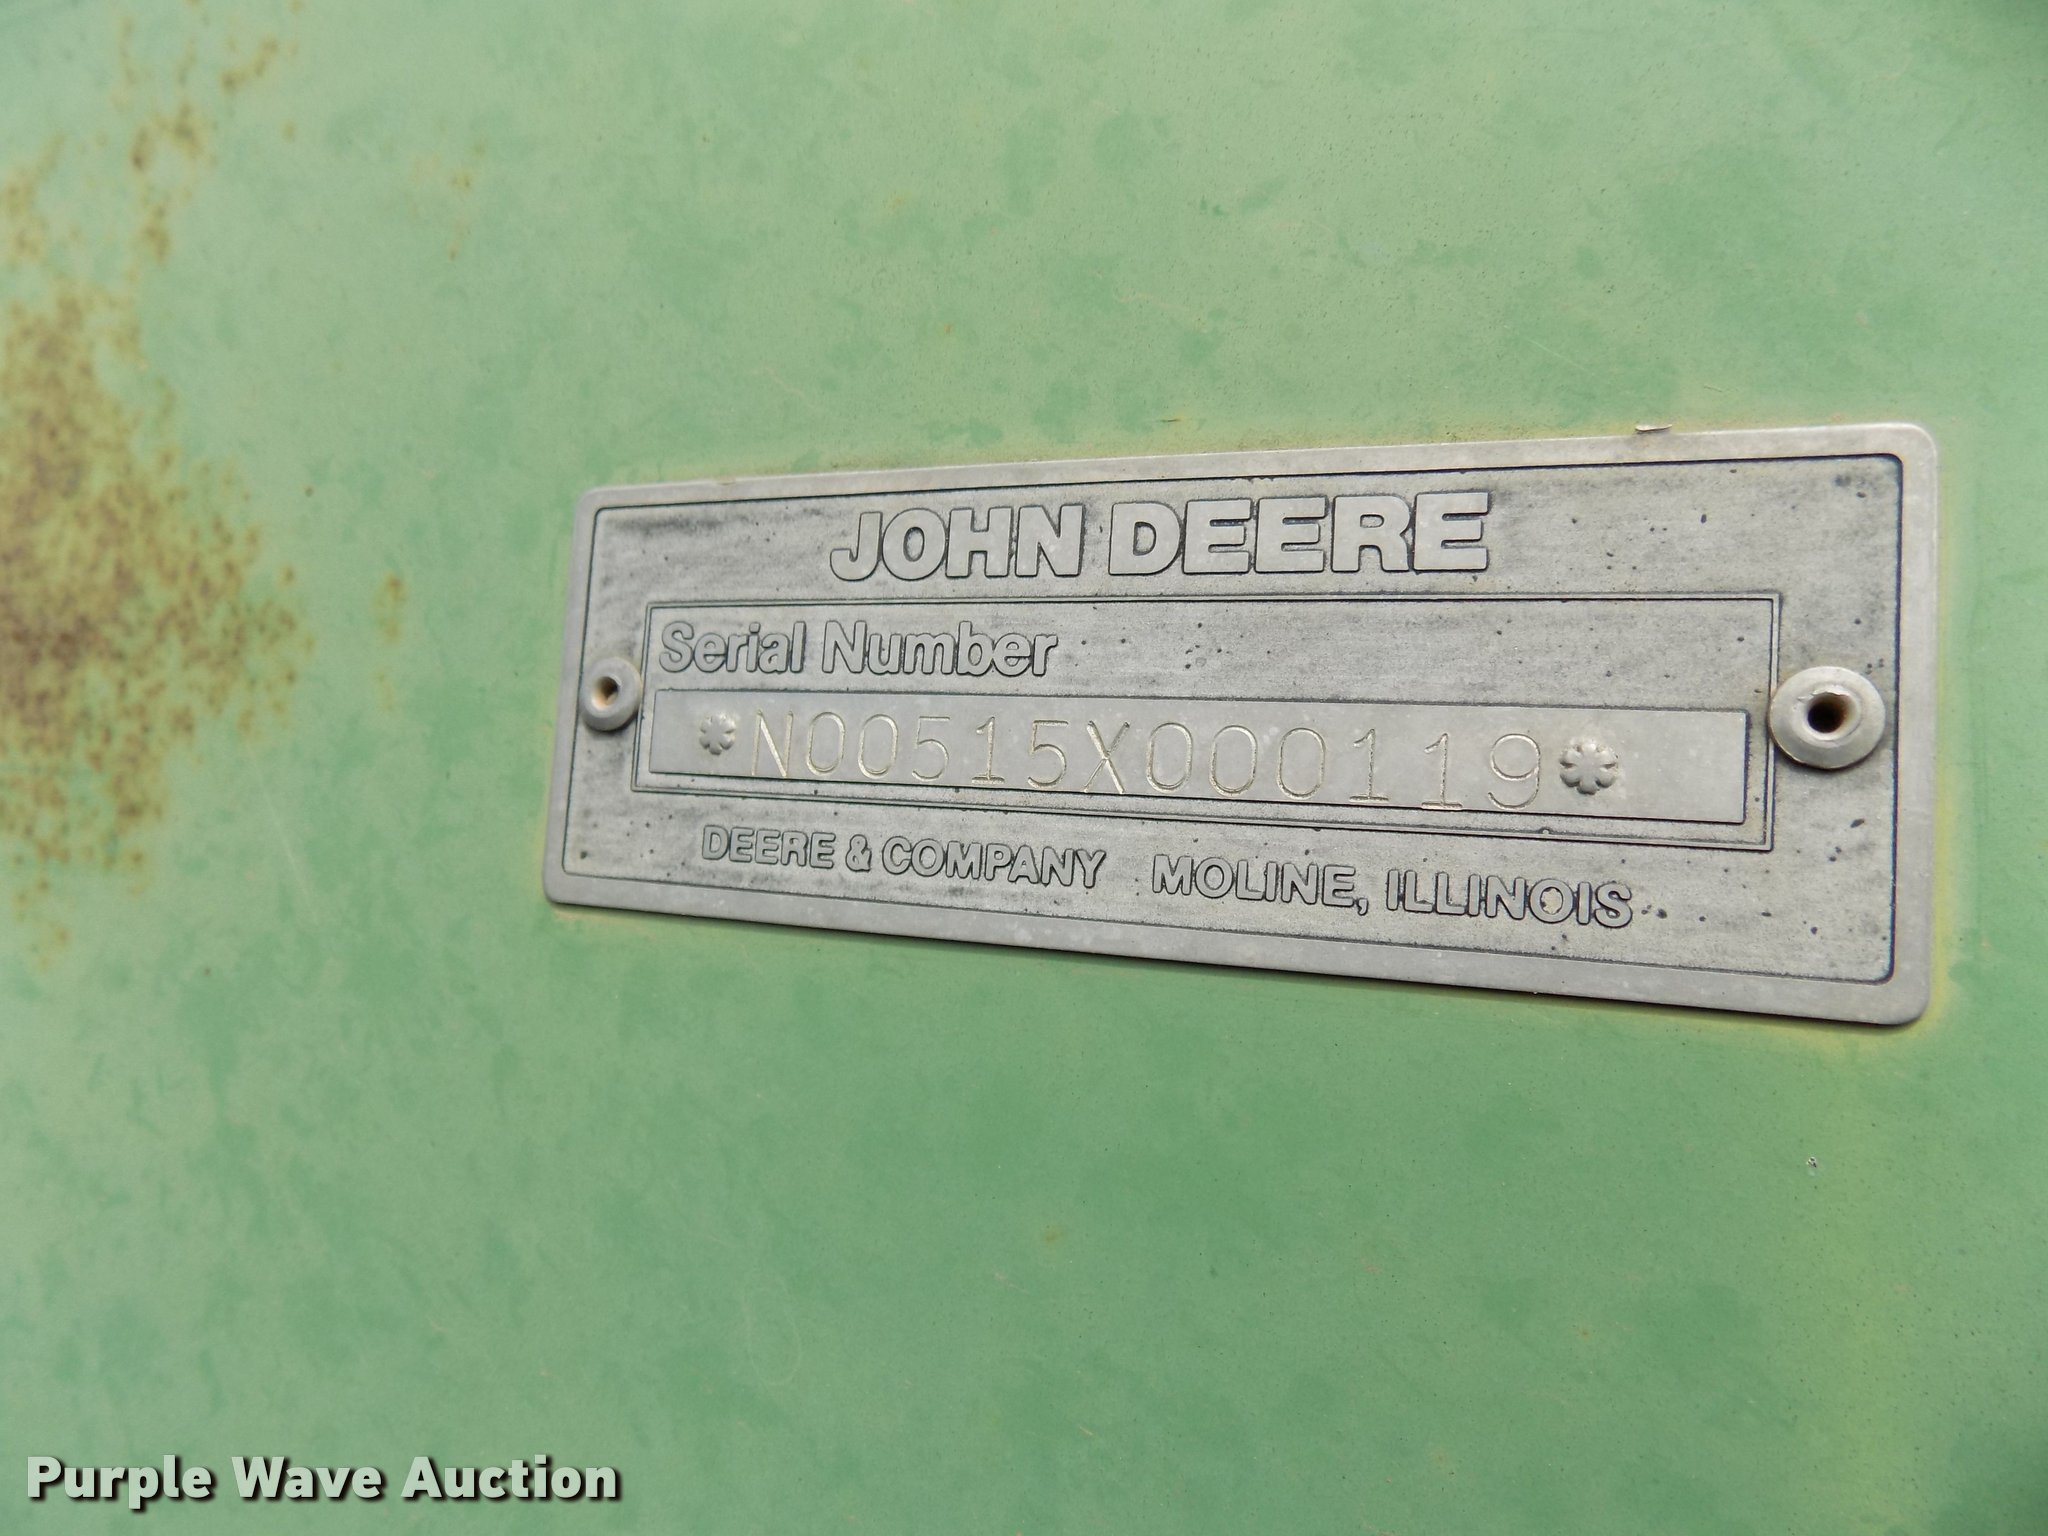 JOHN DEERE
Serial Number
*N00515X000119*
DEERE & COMPANY MOLINE, ILLINOIS
Purple Wave Auction